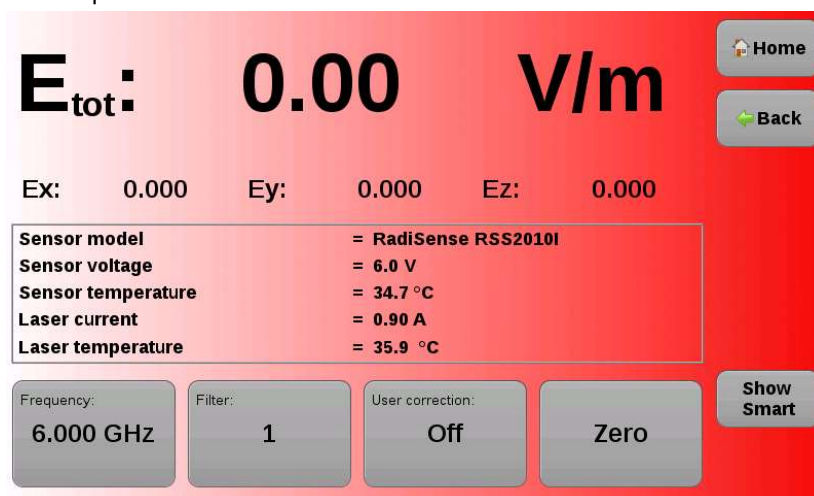 E_tot: 0.00 V/m
Home
Back
Ex: 0.000 Ey: 0.000 Ez: 0.000
Sensor model = RadiSense RSS2010I
Sensor voltage = 6.0 V
Sensor temperature = 34.7 °C
Laser current = 0.90 A
Laser temperature = 35.9 °C
Show
Smart
Frequency:
6.000 GHz
Filter:
1
User correction:
Off
Zero